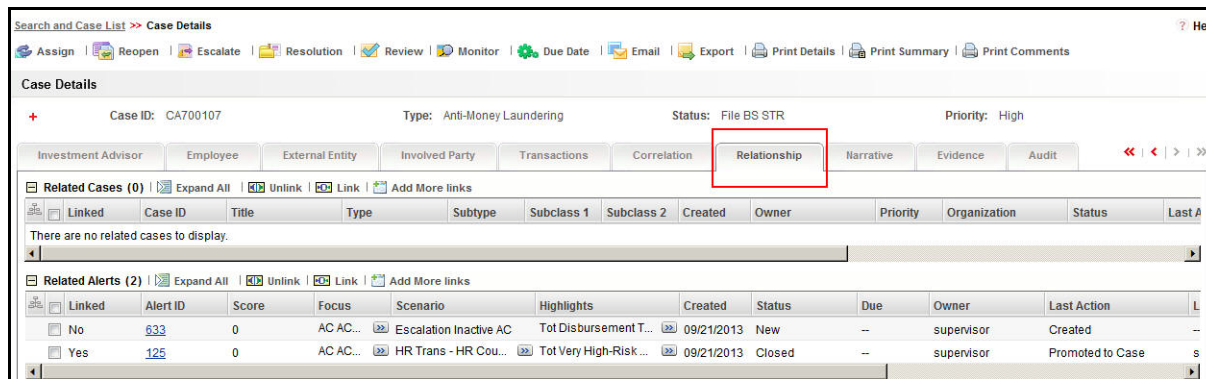 Search and Case List >> Case Details ? He
Assign | Reopen | Escalate | Resolution | Review | Monitor | Due Date | Email | Export | Print Details | Print Summary | Print Comments
Case Details
+ Case ID: CA700107 Type: Anti-Money Laundering Status: File BS STR Priority: High
Investment Advisor Employee External Entity Involved Party Transactions Correlation Relationship Narrative Evidence Audit
Related Cases (0) | Expand All | Unlink | Link | Add More links
Linked Case ID Title Type Subtype Subclass 1 Subclass 2 Created Owner Priority Organization Status Last A
There are no related cases to display.
Related Alerts (2) | Expand All | Unlink | Link | Add More links
Linked Alert ID Score Focus Scenario Highlights Created Status Due Owner Last Action L
No 633 0 AC AC... >> Escalation Inactive AC Tot Disbursement T... >> 09/21/2013 New -- supervisor Created --
Yes 125 0 AC AC... >> HR Trans - HR Cou... >> Tot Very High-Risk ... >> 09/21/2013 Closed -- supervisor Promoted to Case s